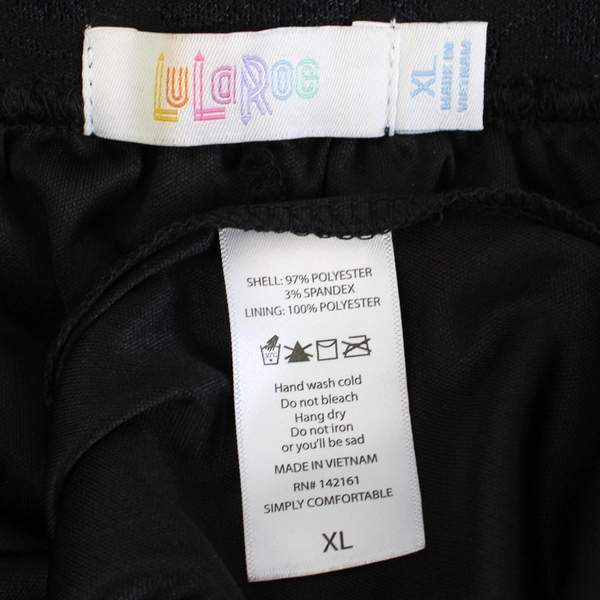 LuLaRoe
XL
MADE IN
VIETNAM
SHELL: 97% POLYESTER
3% SPANDEX
LINING: 100% POLYESTER
Hand wash cold
Do not bleach
Hang dry
Do not iron
or you'll be sad
MADE IN VIETNAM
RN# 142161
SIMPLY COMFORTABLE
XL